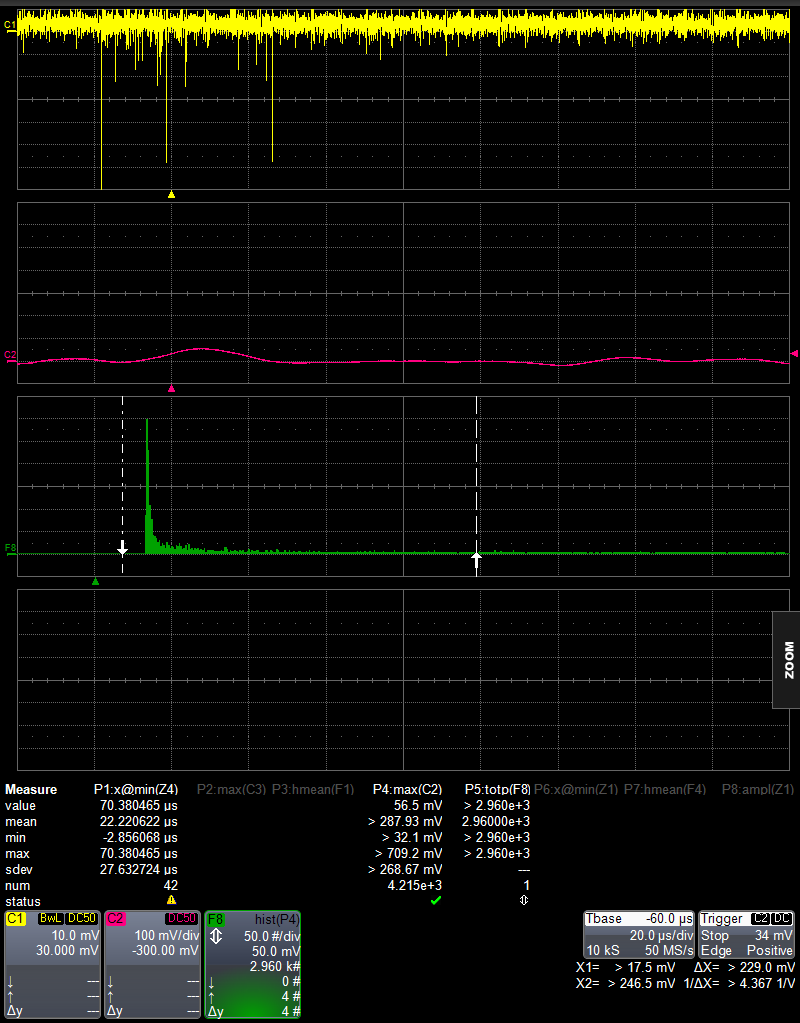 C1
C2
F8
ZOOM
Measure P1:x@min(Z4) P2:max(C3) P3:hmean(F1) P4:max(C2) P5:totp(F8) P6:x@min(Z1) P7:hmean(F4) P8:ampl(Z1)
value 70.380465 µs 56.5 mV > 2.960e+3
mean 22.220622 µs > 287.93 mV 2.96000e+3
min -2.856068 µs > 32.1 mV > 2.960e+3
max 70.380465 µs > 709.2 mV > 2.960e+3
sdev 27.632724 µs > 268.67 mV ---
num 42 4.215e+3 1
status
C1 BwL DC50
10.0 mV
30.000 mV
↓ ---
↑ ---
Δy ---
C2 DC50
100 mV/div
-300.00 mV
---
---
---
F8 hist(P4)
50.0 #/div
50.0 mV
2.960 k#
↓ 0 #
↑ 4 #
Δy 4 #
Tbase -60.0 µs
20.0 µs/div
10 kS 50 MS/s
Trigger C2 DC
Stop 34 mV
Edge Positive
X1= > 17.5 mV ΔX= > 229.0 mV
X2= > 246.5 mV 1/ΔX= > 4.367 1/V